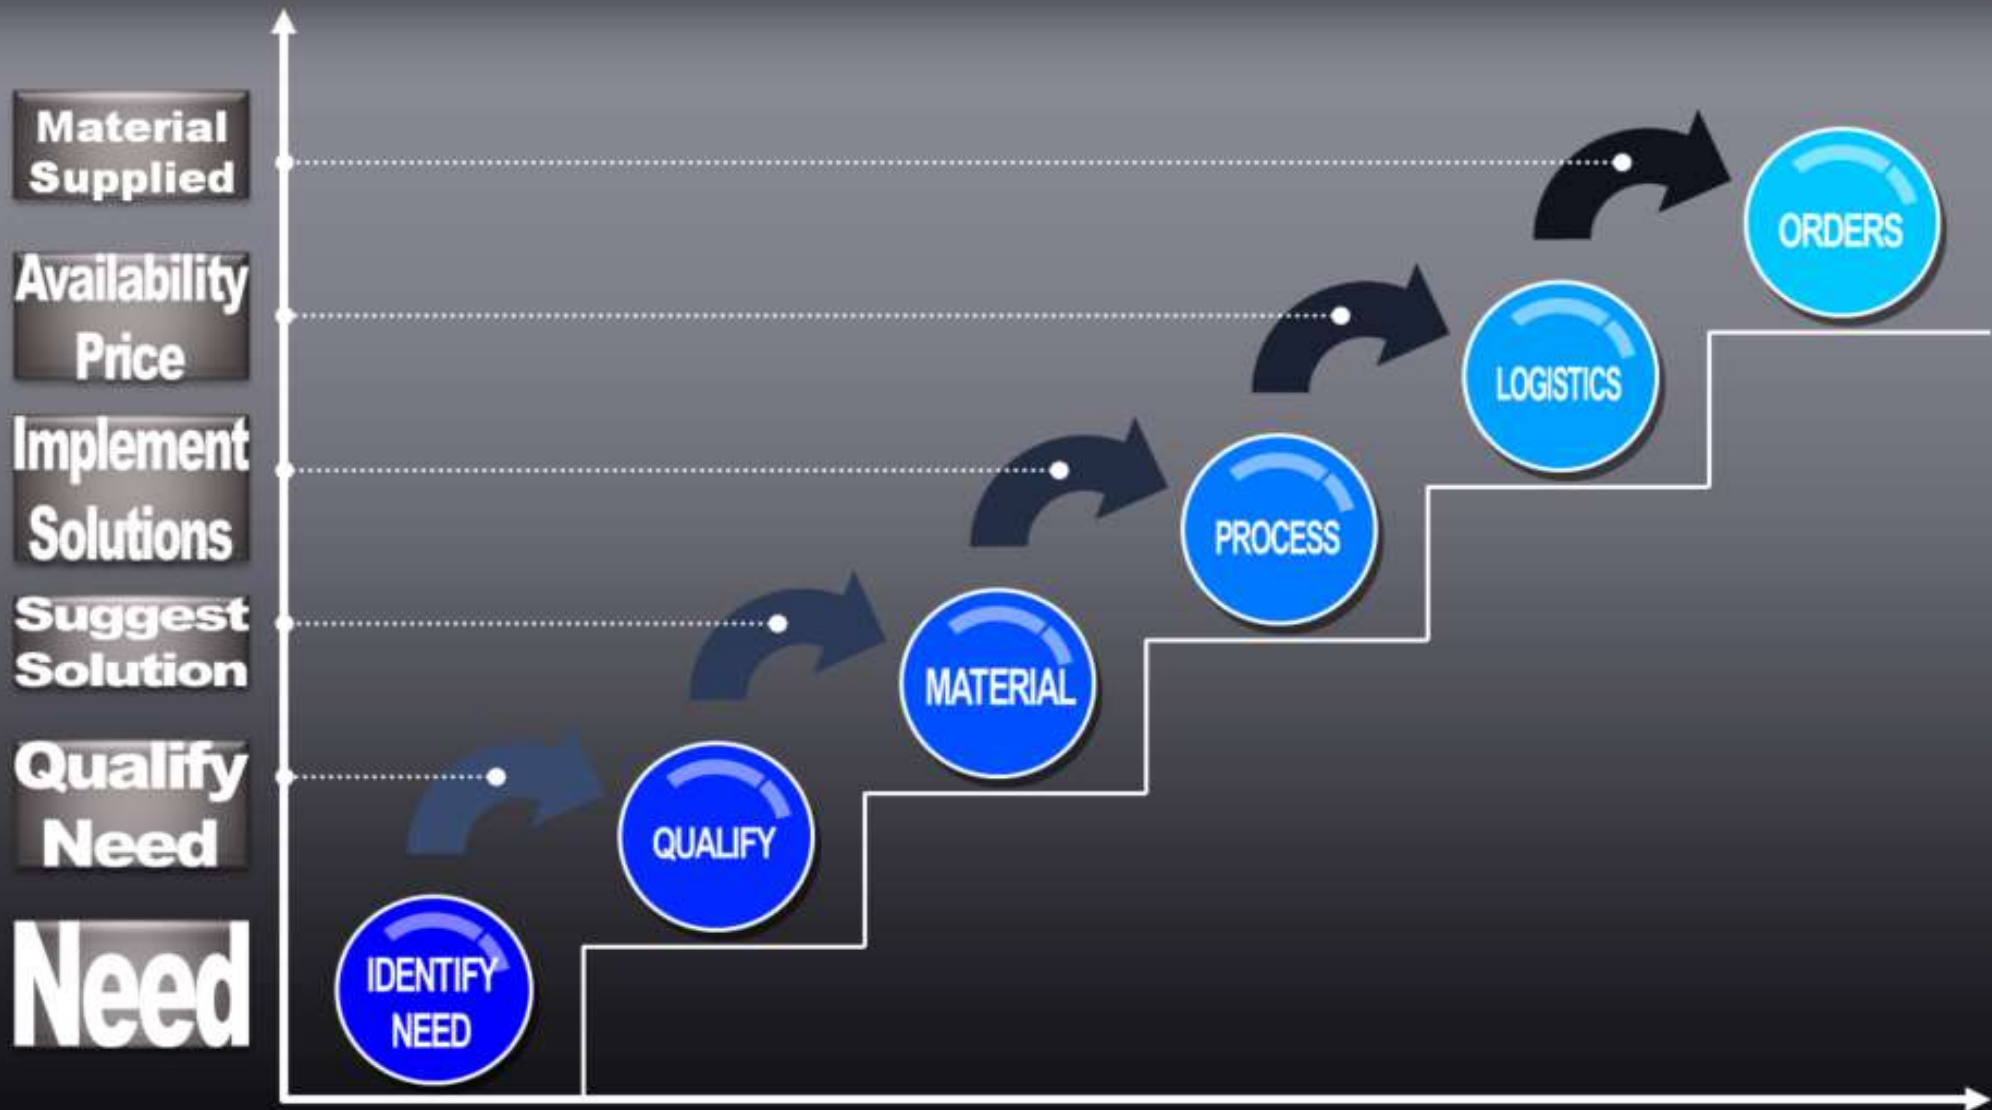 Material
Supplied
Availability
Price
Implement
Solutions
Suggest
Solution
Qualify
Need
Need
ORDERS
LOGISTICS
PROCESS
MATERIAL
QUALIFY
IDENTIFY
NEED